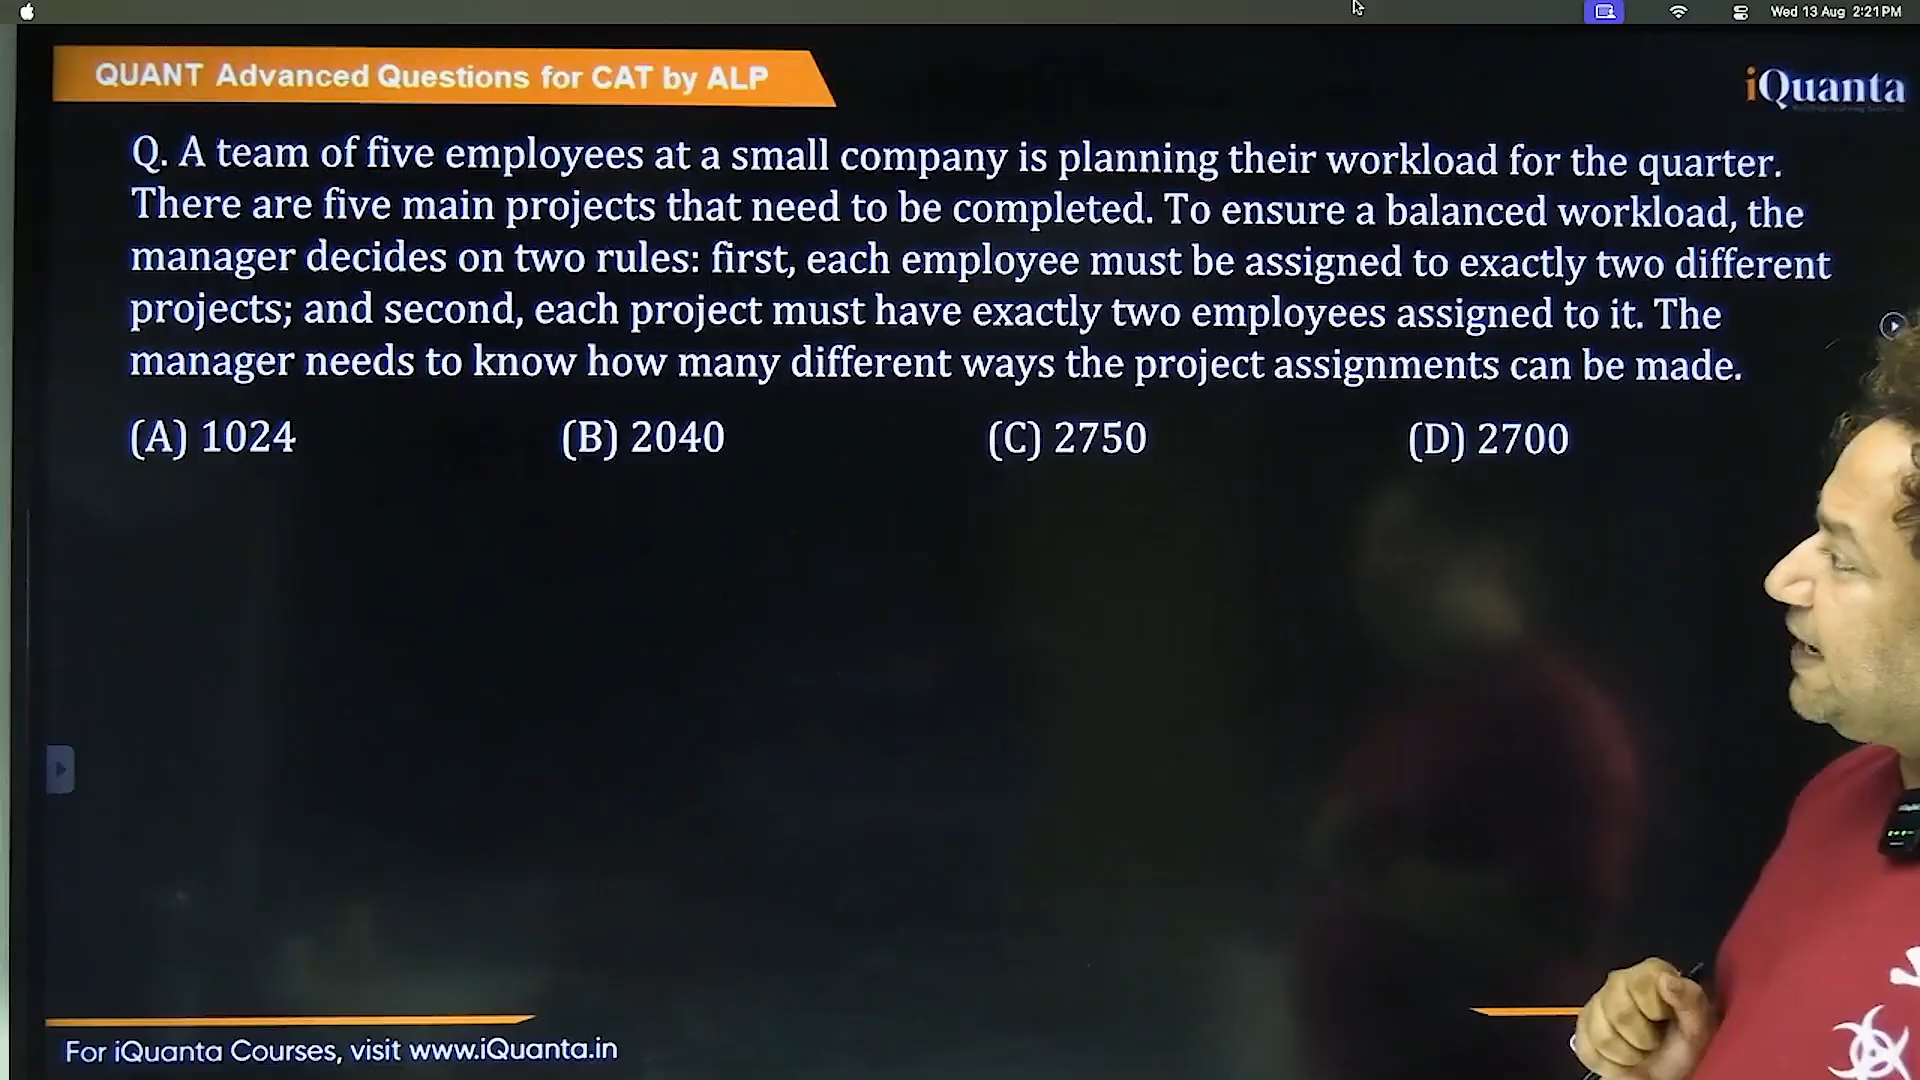 Wed 13 Aug 2:21 PM
QUANT Advanced Questions for CAT by ALP
iQuanta
Q. A team of five employees at a small company is planning their workload for the quarter.
There are five main projects that need to be completed. To ensure a balanced workload, the
manager decides on two rules: first, each employee must be assigned to exactly two different
projects; and second, each project must have exactly two employees assigned to it. The
manager needs to know how many different ways the project assignments can be made.
(A) 1024 (B) 2040 (C) 2750 (D) 2700
For iQuanta Courses, visit www.iQuanta.in